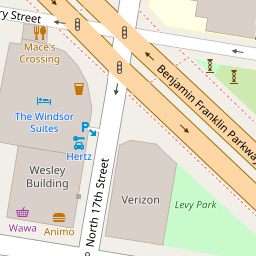 ry Street
Mace's
Crossing
Benjamin Franklin Parkway
The Windsor
Suites
P
Hertz
Wesley
Building
North 17th Street
Verizon
Levy Park
Wawa
Animo